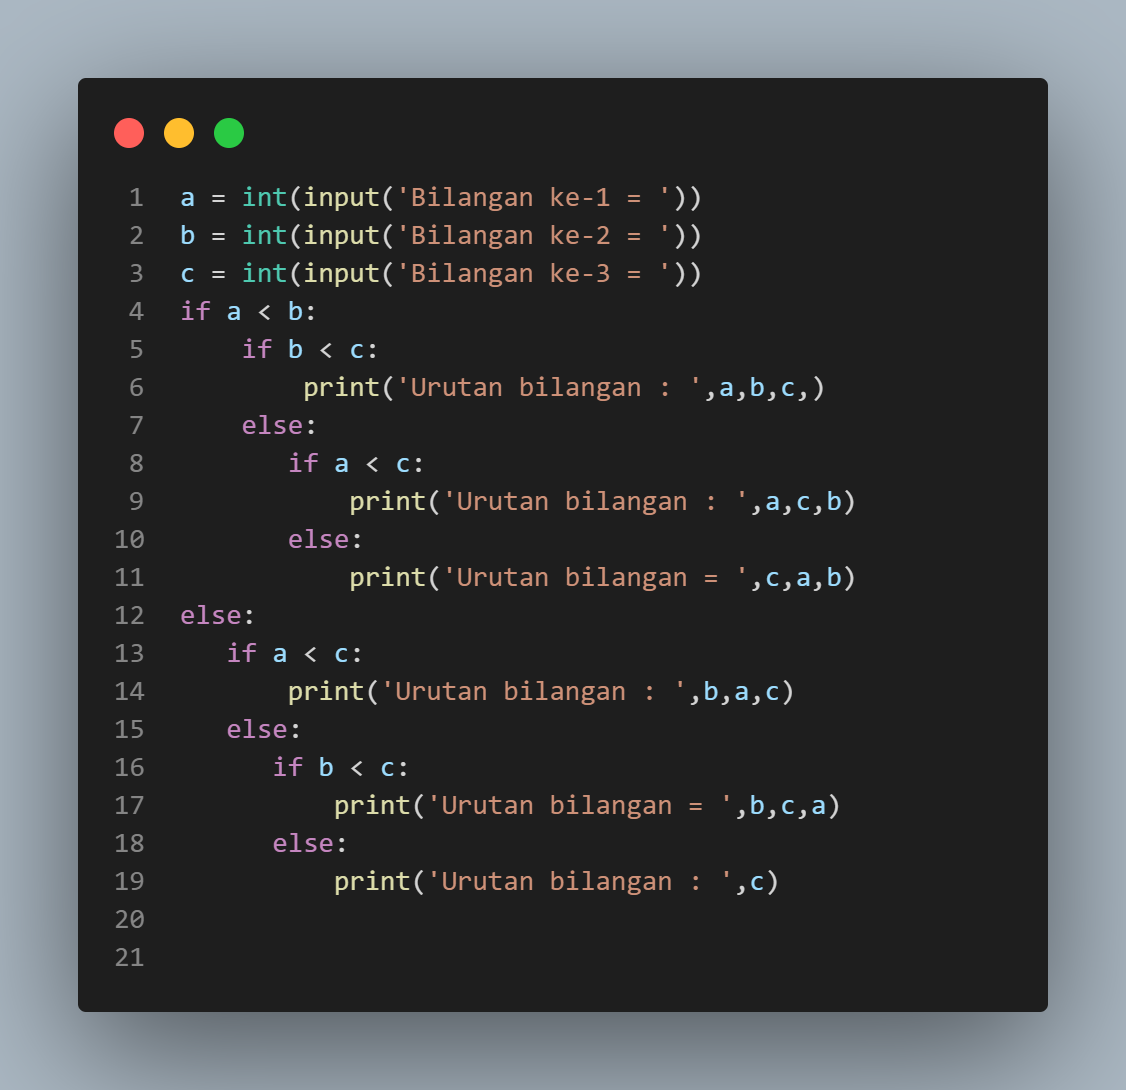 1 a = int(input('Bilangan ke-1 = '))
2 b = int(input('Bilangan ke-2 = '))
3 c = int(input('Bilangan ke-3 = '))
4 if a < b:
5     if b < c:
6         print('Urutan bilangan : ',a,b,c,)
7     else:
8        if a < c:
9            print('Urutan bilangan : ',a,c,b)
10        else:
11            print('Urutan bilangan = ',c,a,b)
12 else:
13    if a < c:
14        print('Urutan bilangan : ',b,a,c)
15    else:
16       if b < c:
17           print('Urutan bilangan = ',b,c,a)
18       else:
19           print('Urutan bilangan : ',c)
20
21